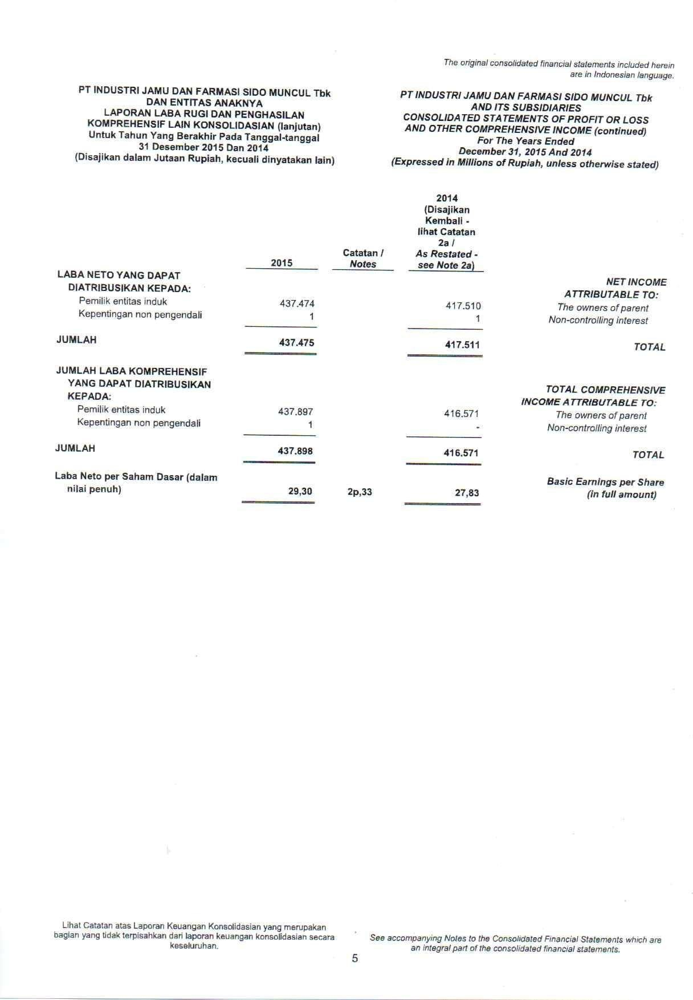 The original consolidated financial statements included herein
are in Indonesian language.
PT INDUSTRI JAMU DAN FARMASI SIDO MUNCUL Tbk
DAN ENTITAS ANAKNYA
LAPORAN LABA RUGI DAN PENGHASILAN
KOMPREHENSIF LAIN KONSOLIDASIAN (lanjutan)
Untuk Tahun Yang Berakhir Pada Tanggal-tanggal
31 Desember 2015 Dan 2014
(Disajikan dalam Jutaan Rupiah, kecuali dinyatakan lain)
PT INDUSTRI JAMU DAN FARMASI SIDO MUNCUL Tbk
AND ITS SUBSIDIARIES
CONSOLIDATED STATEMENTS OF PROFIT OR LOSS
AND OTHER COMPREHENSIVE INCOME (continued)
For The Years Ended
December 31, 2015 And 2014
(Expressed in Millions of Rupiah, unless otherwise stated)
2014
(Disajikan
Kembali -
lihat Catatan
2a /
Catatan / As Restated -
2015 Notes see Note 2a)
LABA NETO YANG DAPAT NET INCOME
DIATRIBUSIKAN KEPADA: ATTRIBUTABLE TO:
Pemilik entitas induk 437.474 417.510 The owners of parent
Kepentingan non pengendali 1 1 Non-controlling interest
JUMLAH 437.475 417.511 TOTAL
JUMLAH LABA KOMPREHENSIF
YANG DAPAT DIATRIBUSIKAN TOTAL COMPREHENSIVE
KEPADA: INCOME ATTRIBUTABLE TO:
Pemilik entitas induk 437.897 416.571 The owners of parent
Kepentingan non pengendali 1 - Non-controlling interest
JUMLAH 437.898 416.571 TOTAL
Laba Neto per Saham Dasar (dalam Basic Earnings per Share
nilai penuh) 29,30 2p,33 27,83 (in full amount)
Lihat Catatan atas Laporan Keuangan Konsolidasian yang merupakan
bagian yang tidak terpisahkan dari laporan keuangan konsolidasian secara
keseluruhan.
See accompanying Notes to the Consolidated Financial Statements which are
an integral part of the consolidated financial statements.
5